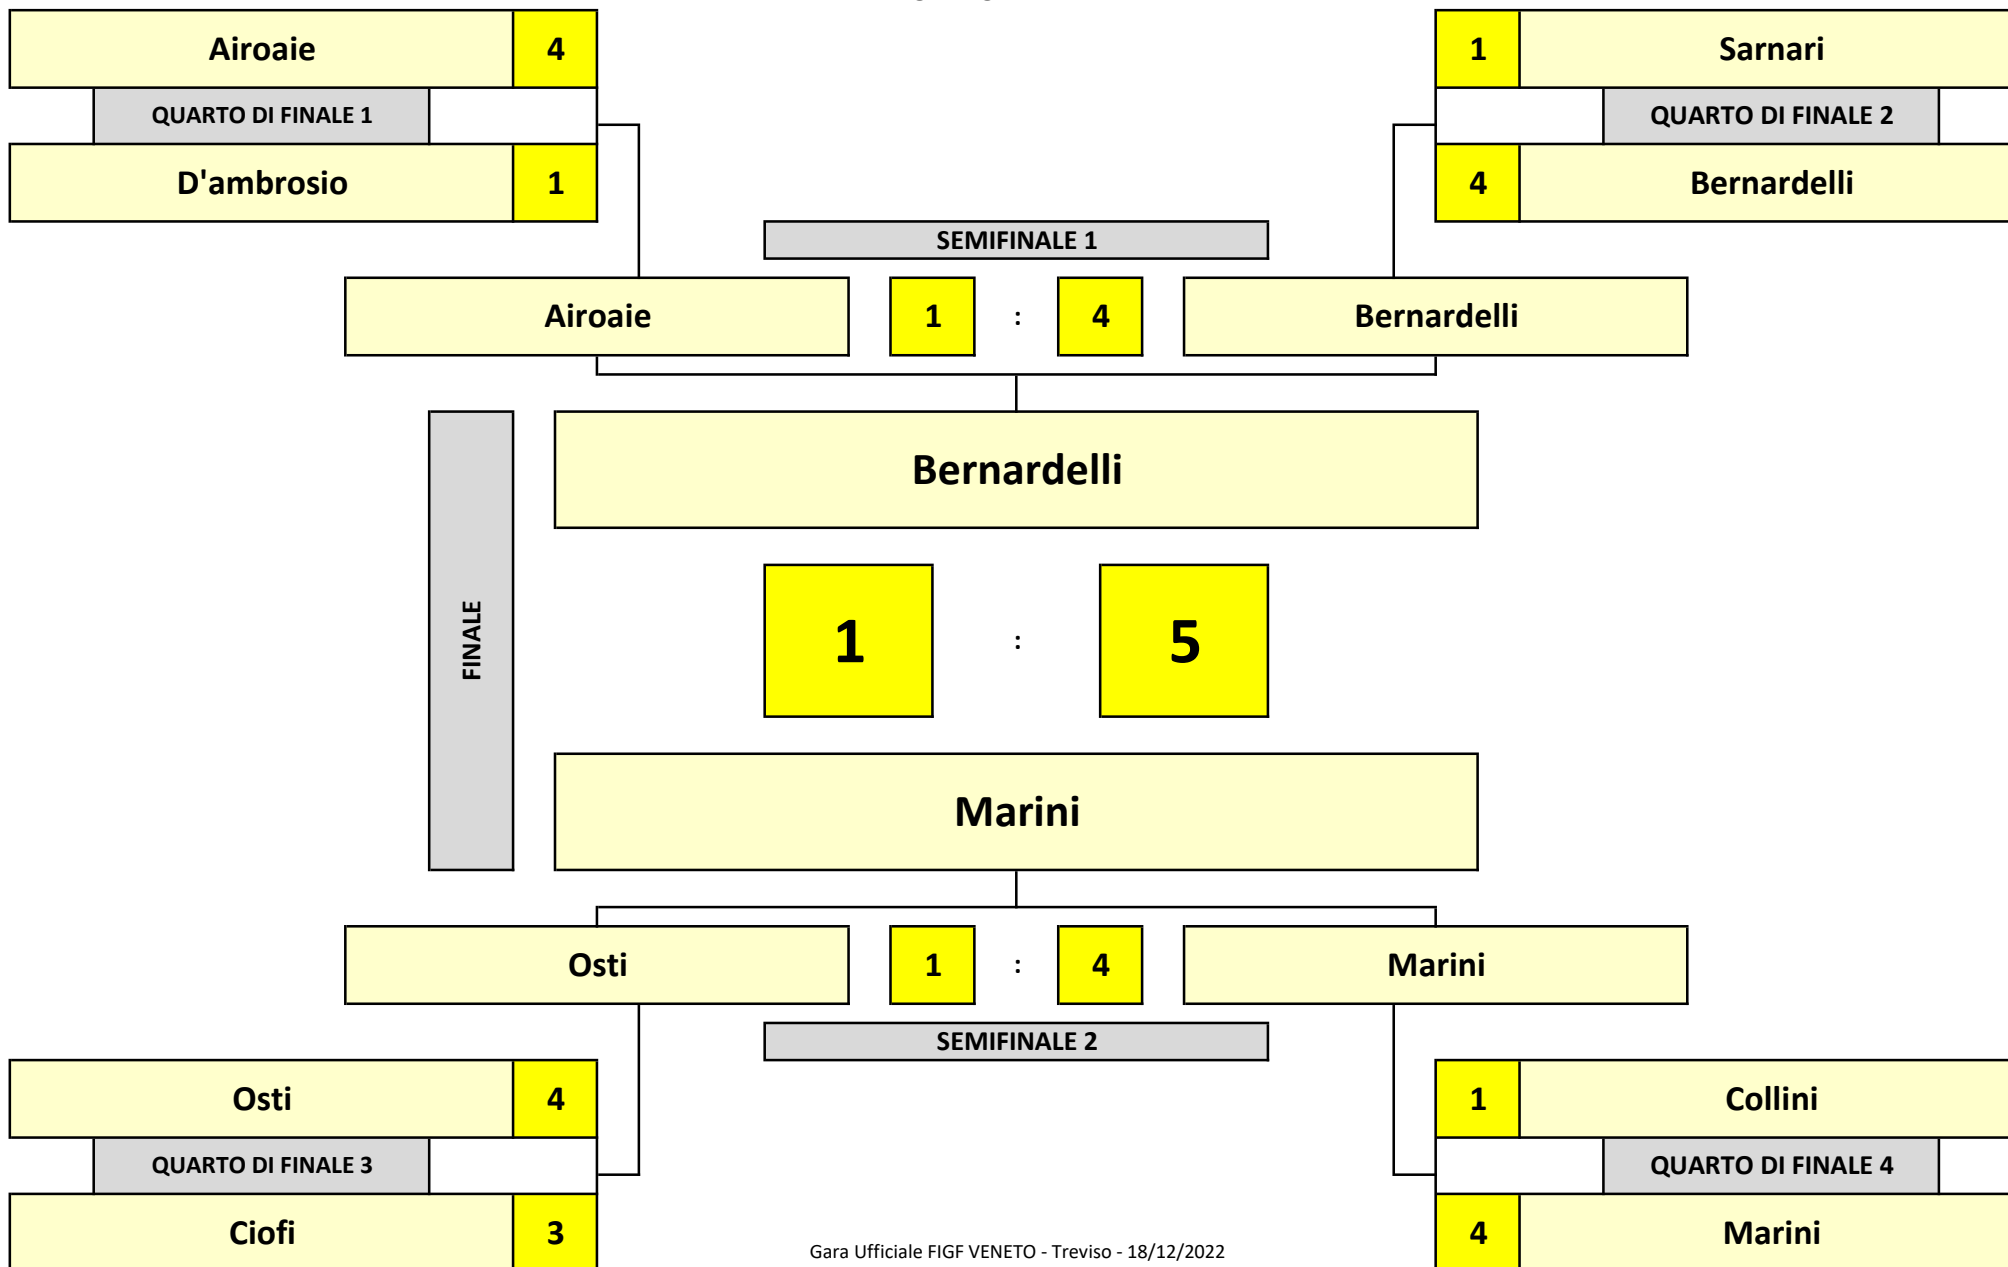 Airoaie 4
1 Sarnari
QUARTO DI FINALE 1
QUARTO DI FINALE 2
D'ambrosio 1
4 Bernardelli
SEMIFINALE 1
Airoaie 1 : 4 Bernardelli
Bernardelli
FINALE
1 : 5
Marini
Osti 1 : 4 Marini
SEMIFINALE 2
Osti 4
1 Collini
QUARTO DI FINALE 3
QUARTO DI FINALE 4
Ciofi 3
4 Marini
Gara Ufficiale FIGF VENETO - Treviso - 18/12/2022